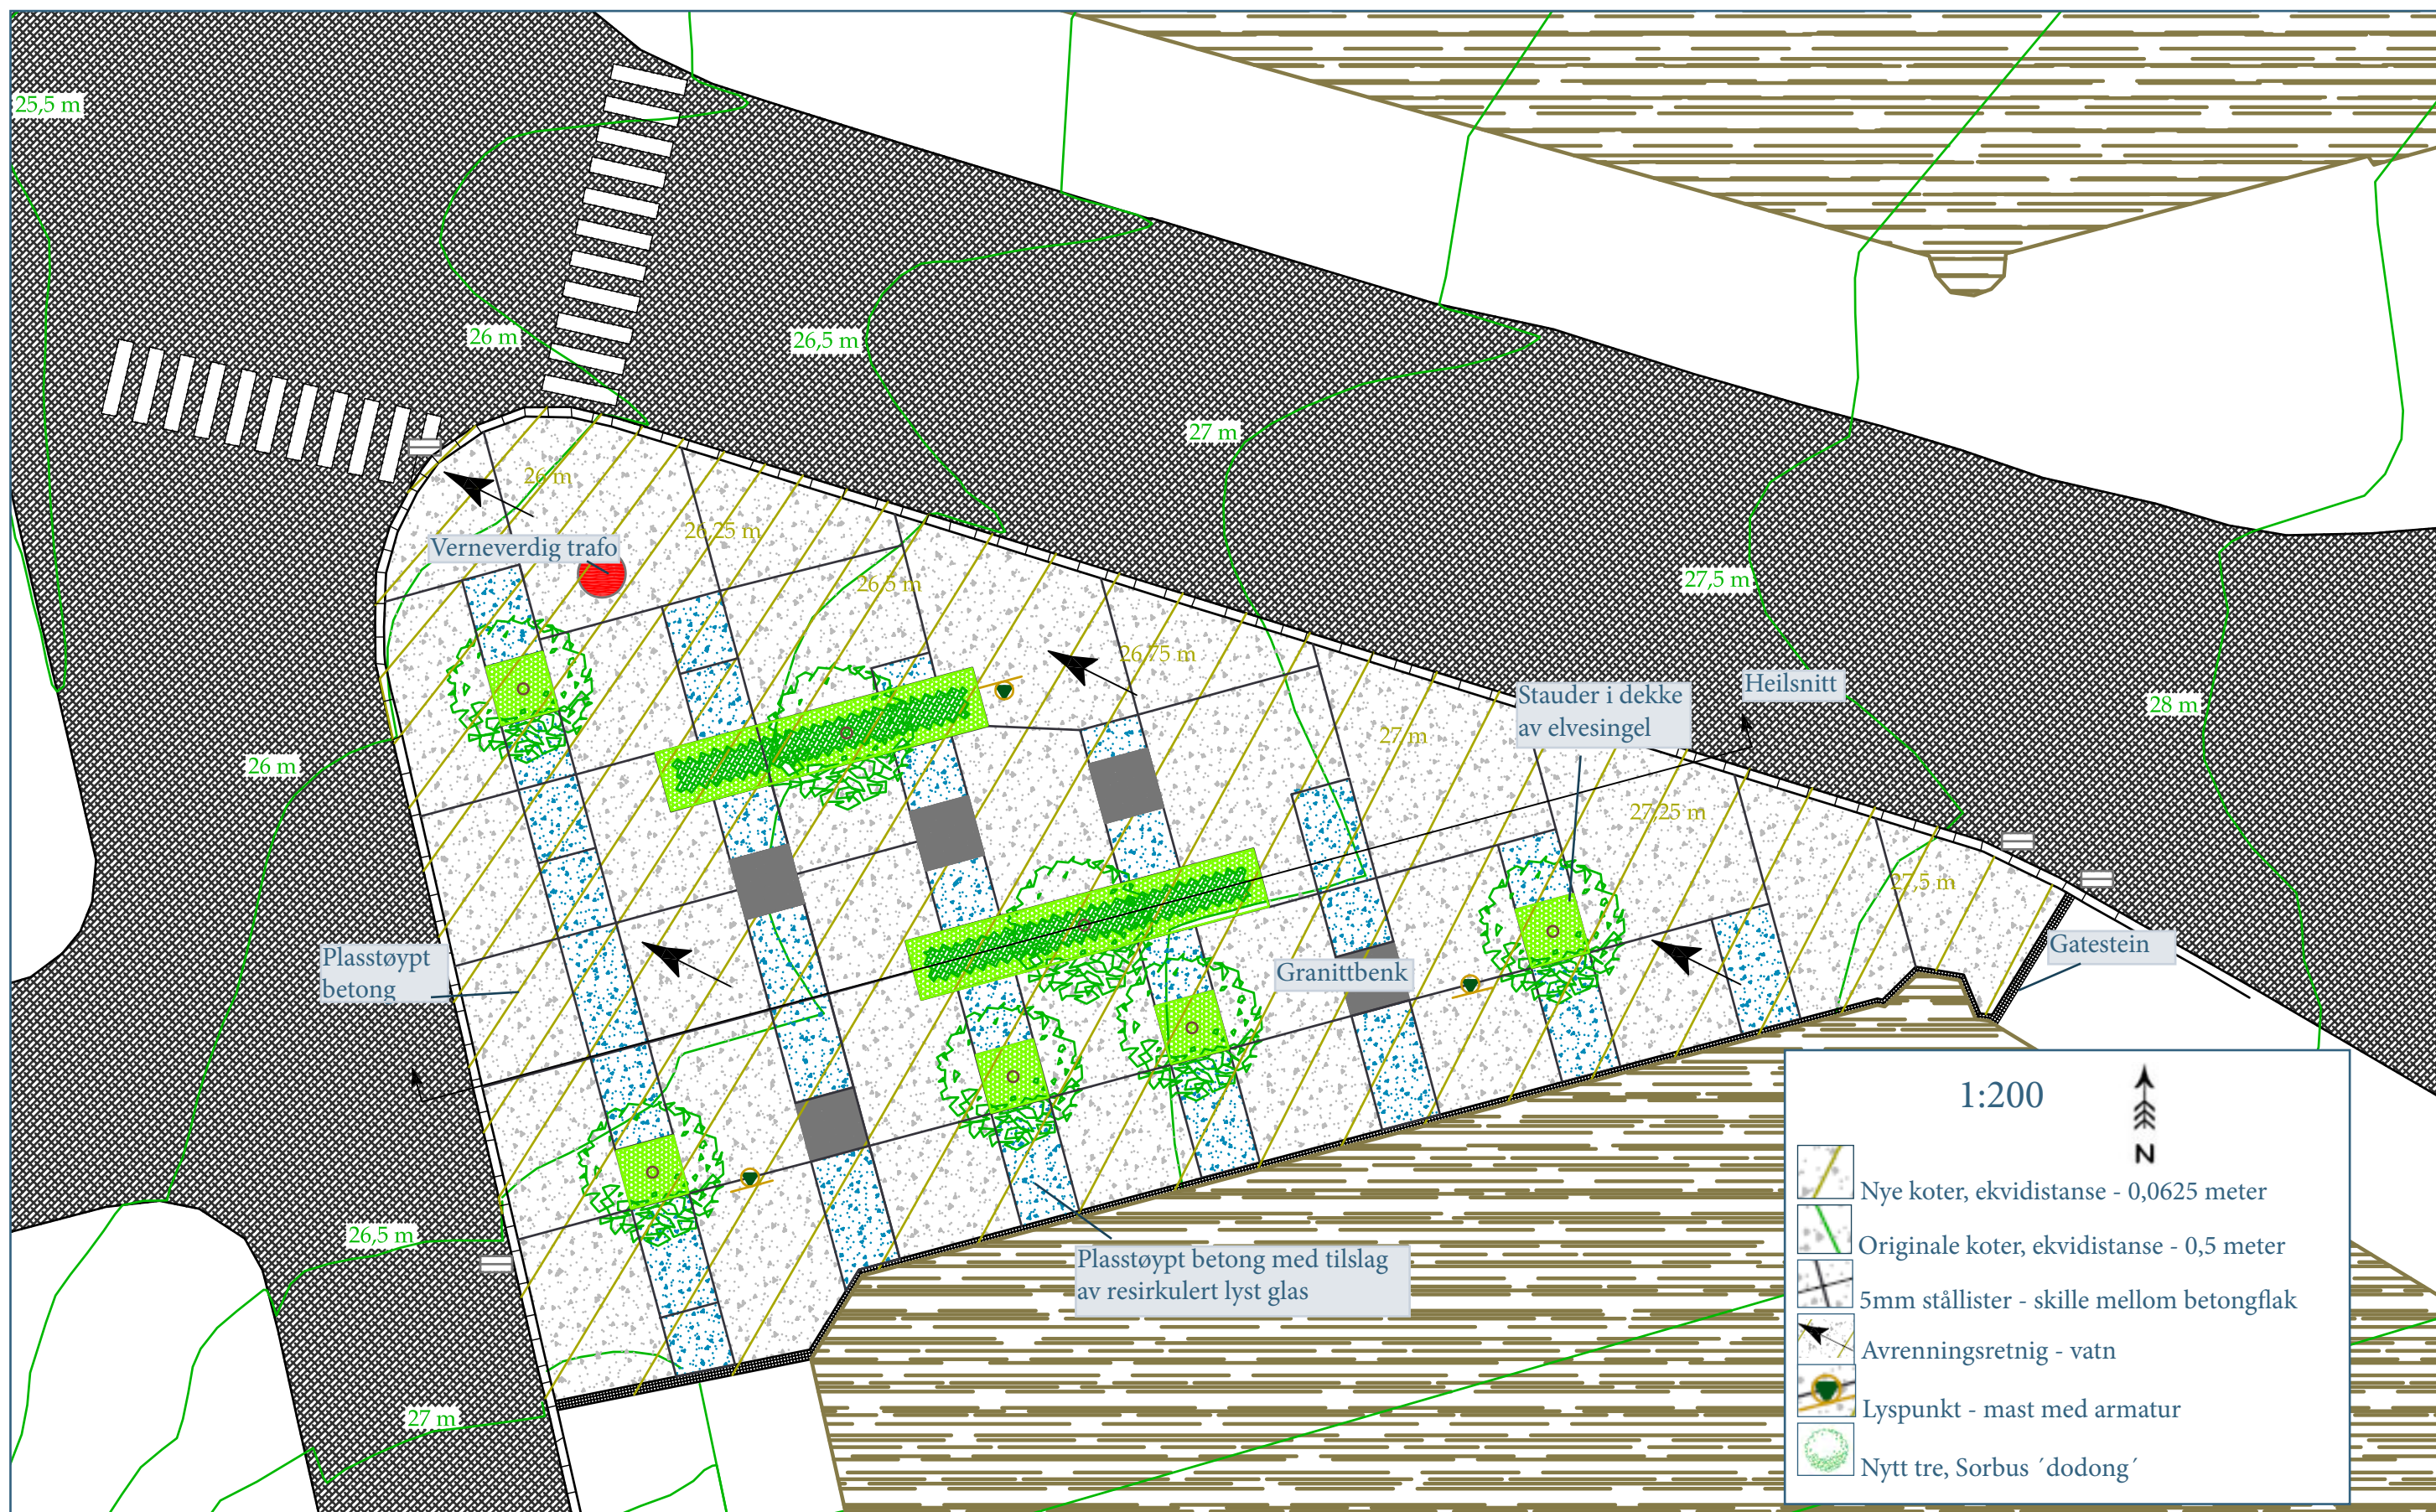 25,5 m
26 m
26,5 m
27 m
26 m
26,25 m
Verneverdig trafo
26,5 m
27,5 m
26,75 m
Heilsnitt
Stauder i dekke
av elvesingel
28 m
27 m
26 m
27,25 m
27,5 m
Plasstøypt
betong
Granittbenk
Gatestein
26,5 m
Plasstøypt betong med tilslag
av resirkulert lyst glas
27 m
1:200
N
Nye koter, ekvidistanse - 0,0625 meter
Originale koter, ekvidistanse - 0,5 meter
5mm stållister - skille mellom betongflak
Avrenningsretnig - vatn
Lyspunkt - mast med armatur
Nytt tre, Sorbus ´dodong´